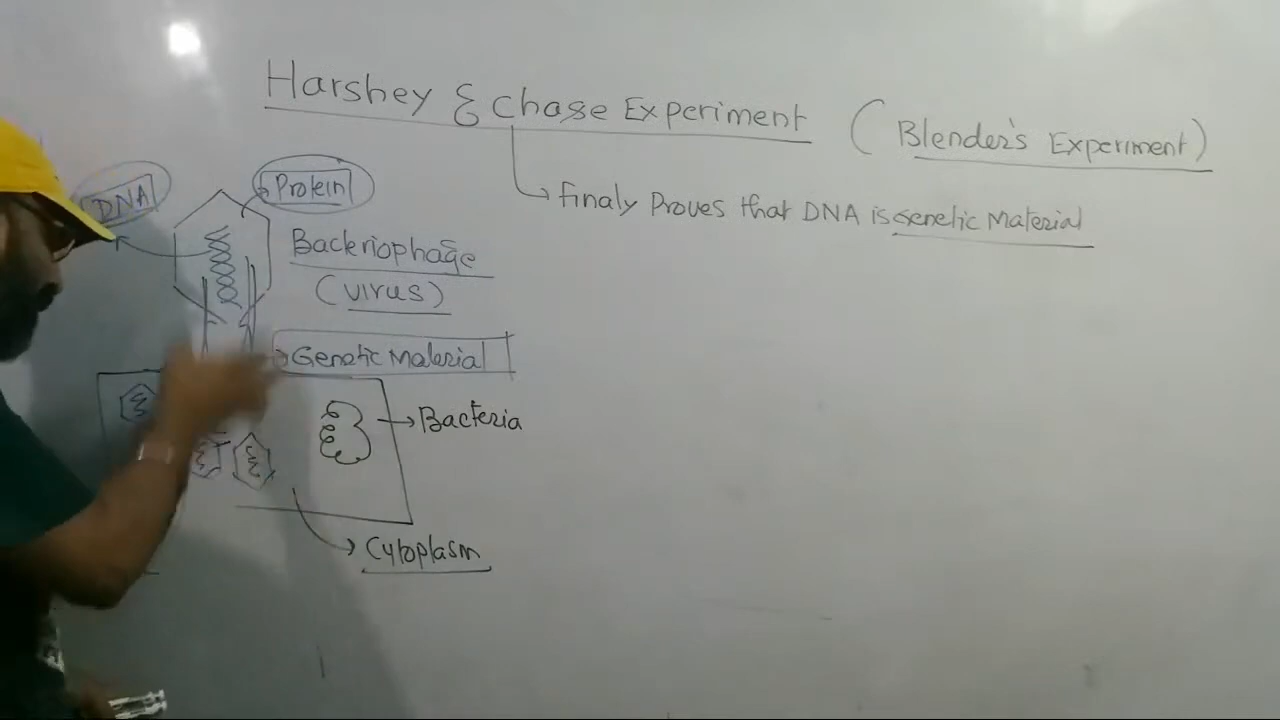 Harshey & Chase Experiment (Blender's Experiment)
finaly Proves that DNA is Genetic Material
DNA
Protein
Backriophage
(virus)
Genetic Material
Bacteria
Cytoplasm